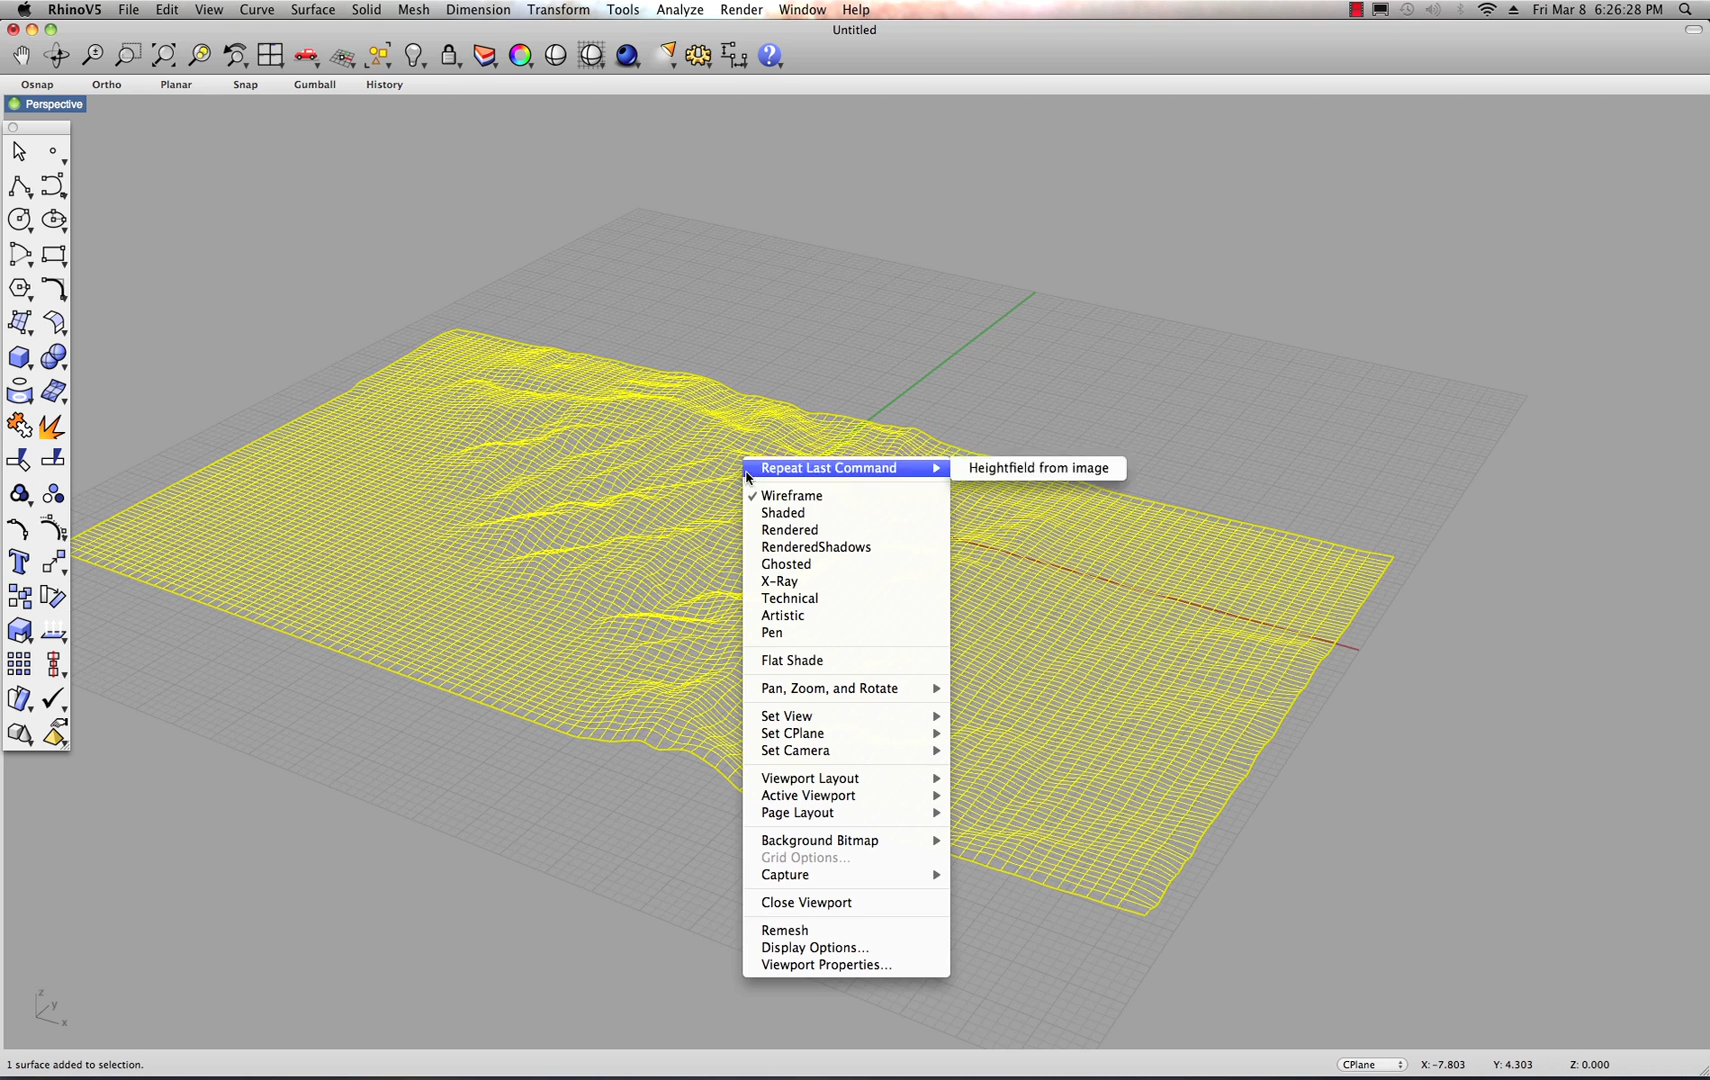 RhinoV5 File Edit View Curve Surface Solid Mesh Dimension Transform Tools Analyze Render Window Help Fri Mar 8 6:26:28 PM
Untitled
Osnap Ortho Planar Snap Gumball History
Perspective
Repeat Last Command Heightfield from image
Wireframe
Shaded
Rendered
RenderedShadows
Ghosted
X-Ray
Technical
Artistic
Pen
Flat Shade
Pan, Zoom, and Rotate
Set View
Set CPlane
Set Camera
Viewport Layout
Active Viewport
Page Layout
Background Bitmap
Grid Options...
Capture
Close Viewport
Remesh
Display Options...
Viewport Properties...
z
y
x
1 surface added to selection. CPlane X: -7.803 Y: 4.303 Z: 0.000